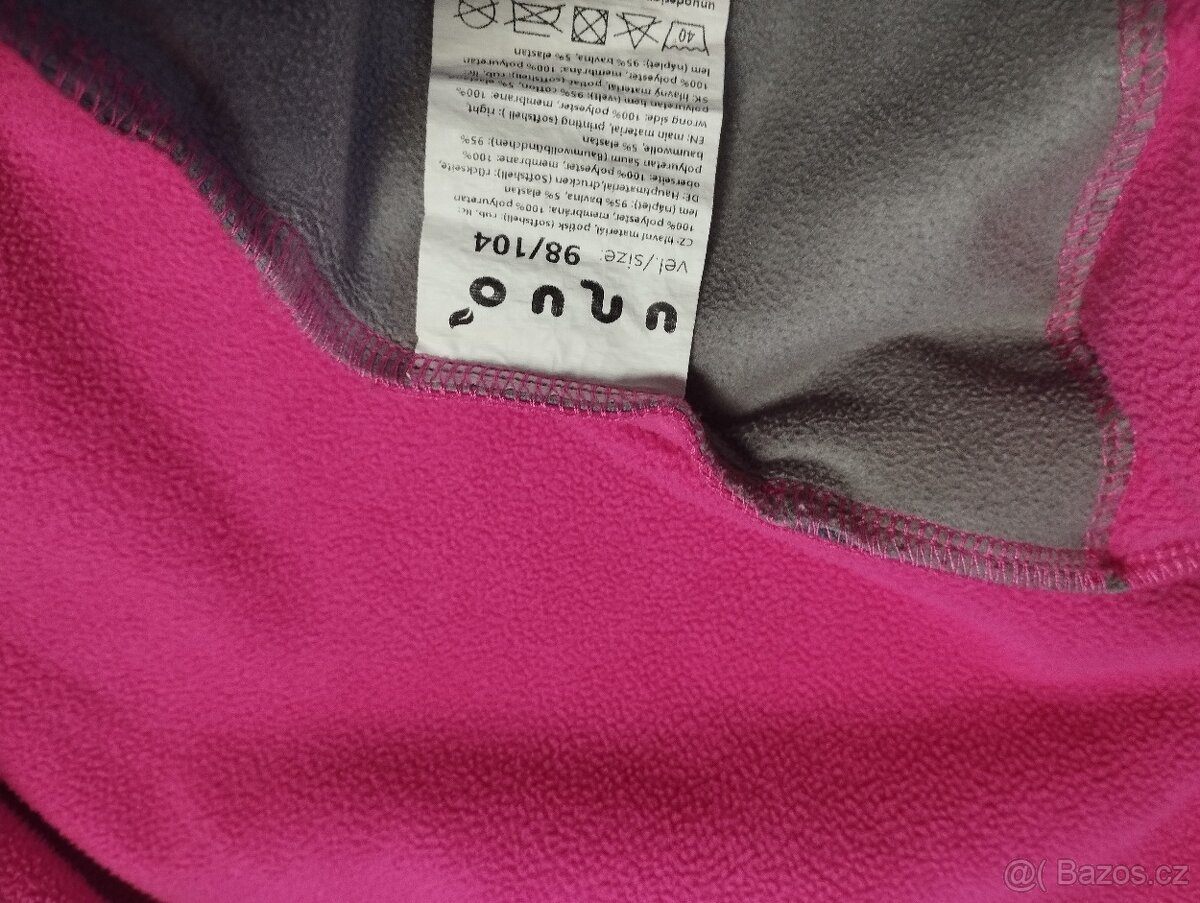 unuo
vel./size: 98/104
CZ: hlavní materiál, potisk (softshell): rub, líc:
100% polyester, membrána: 100% polyuretan
lem (náplet): 95% bavlna, 5% elastan
DE: Hauptmaterial,drucken (Softshell): rückseite,
oberseite: 100% polyester, membrane: 100%
polyuretan Saum (Baumwollbündchen): 95%
baumwolle, 5% elastan
EN: main material, printing (softshell ): right,
wrong side: 100% polyester, membrane: 100%
polyuretan hem (welt): 95% cotton, 5% elastan
SK: hlavný materiál, potlač (softshell): rub, líc:
100% polyester, membrána: 100% polyuretan
lem (náplet): 95% bavlna, 5% elastan
40°
@( Bazos.cz